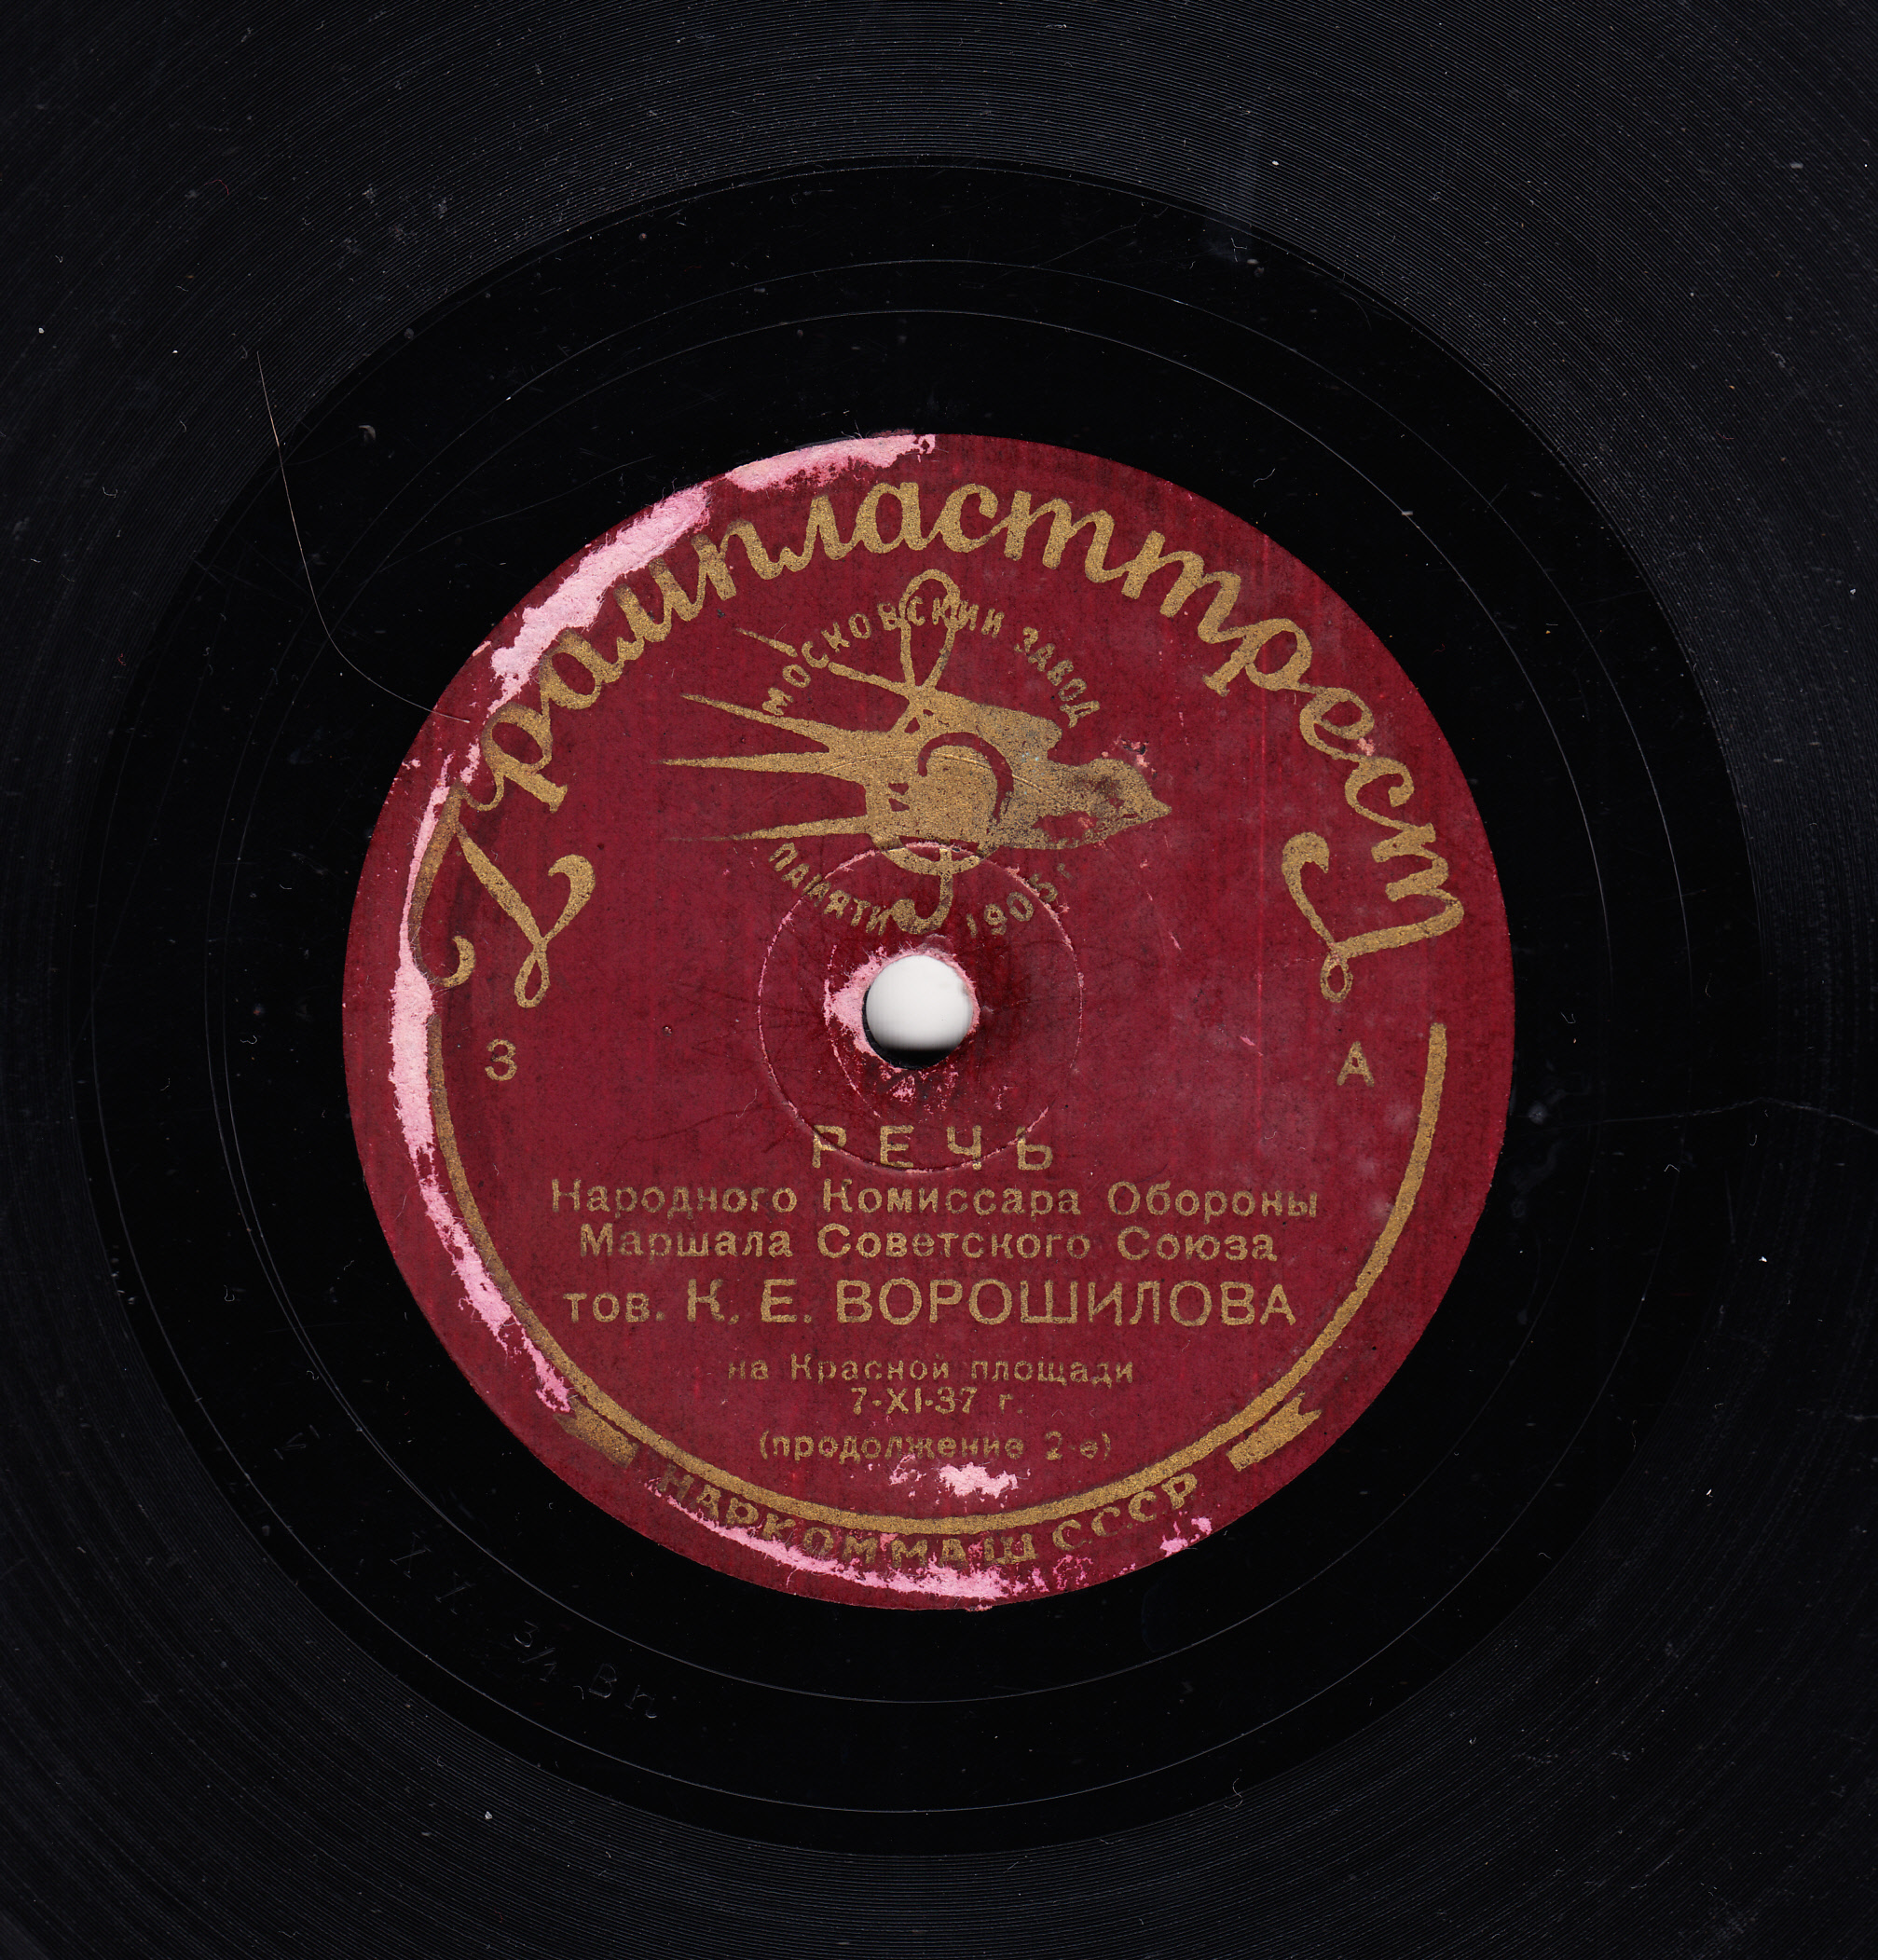 Грампласттрест
МОСКОВСКИЙ ЗАВОД
ПАМЯТИ 1905 г.
3 А
РЕЧЬ
Народного Комиссара Обороны
Маршала Советского Союза
тов. К. Е. ВОРОШИЛОВА
на Красной площади
7-XI-37 г.
(продолжение 2-е)
НАРКОММАШ СССР